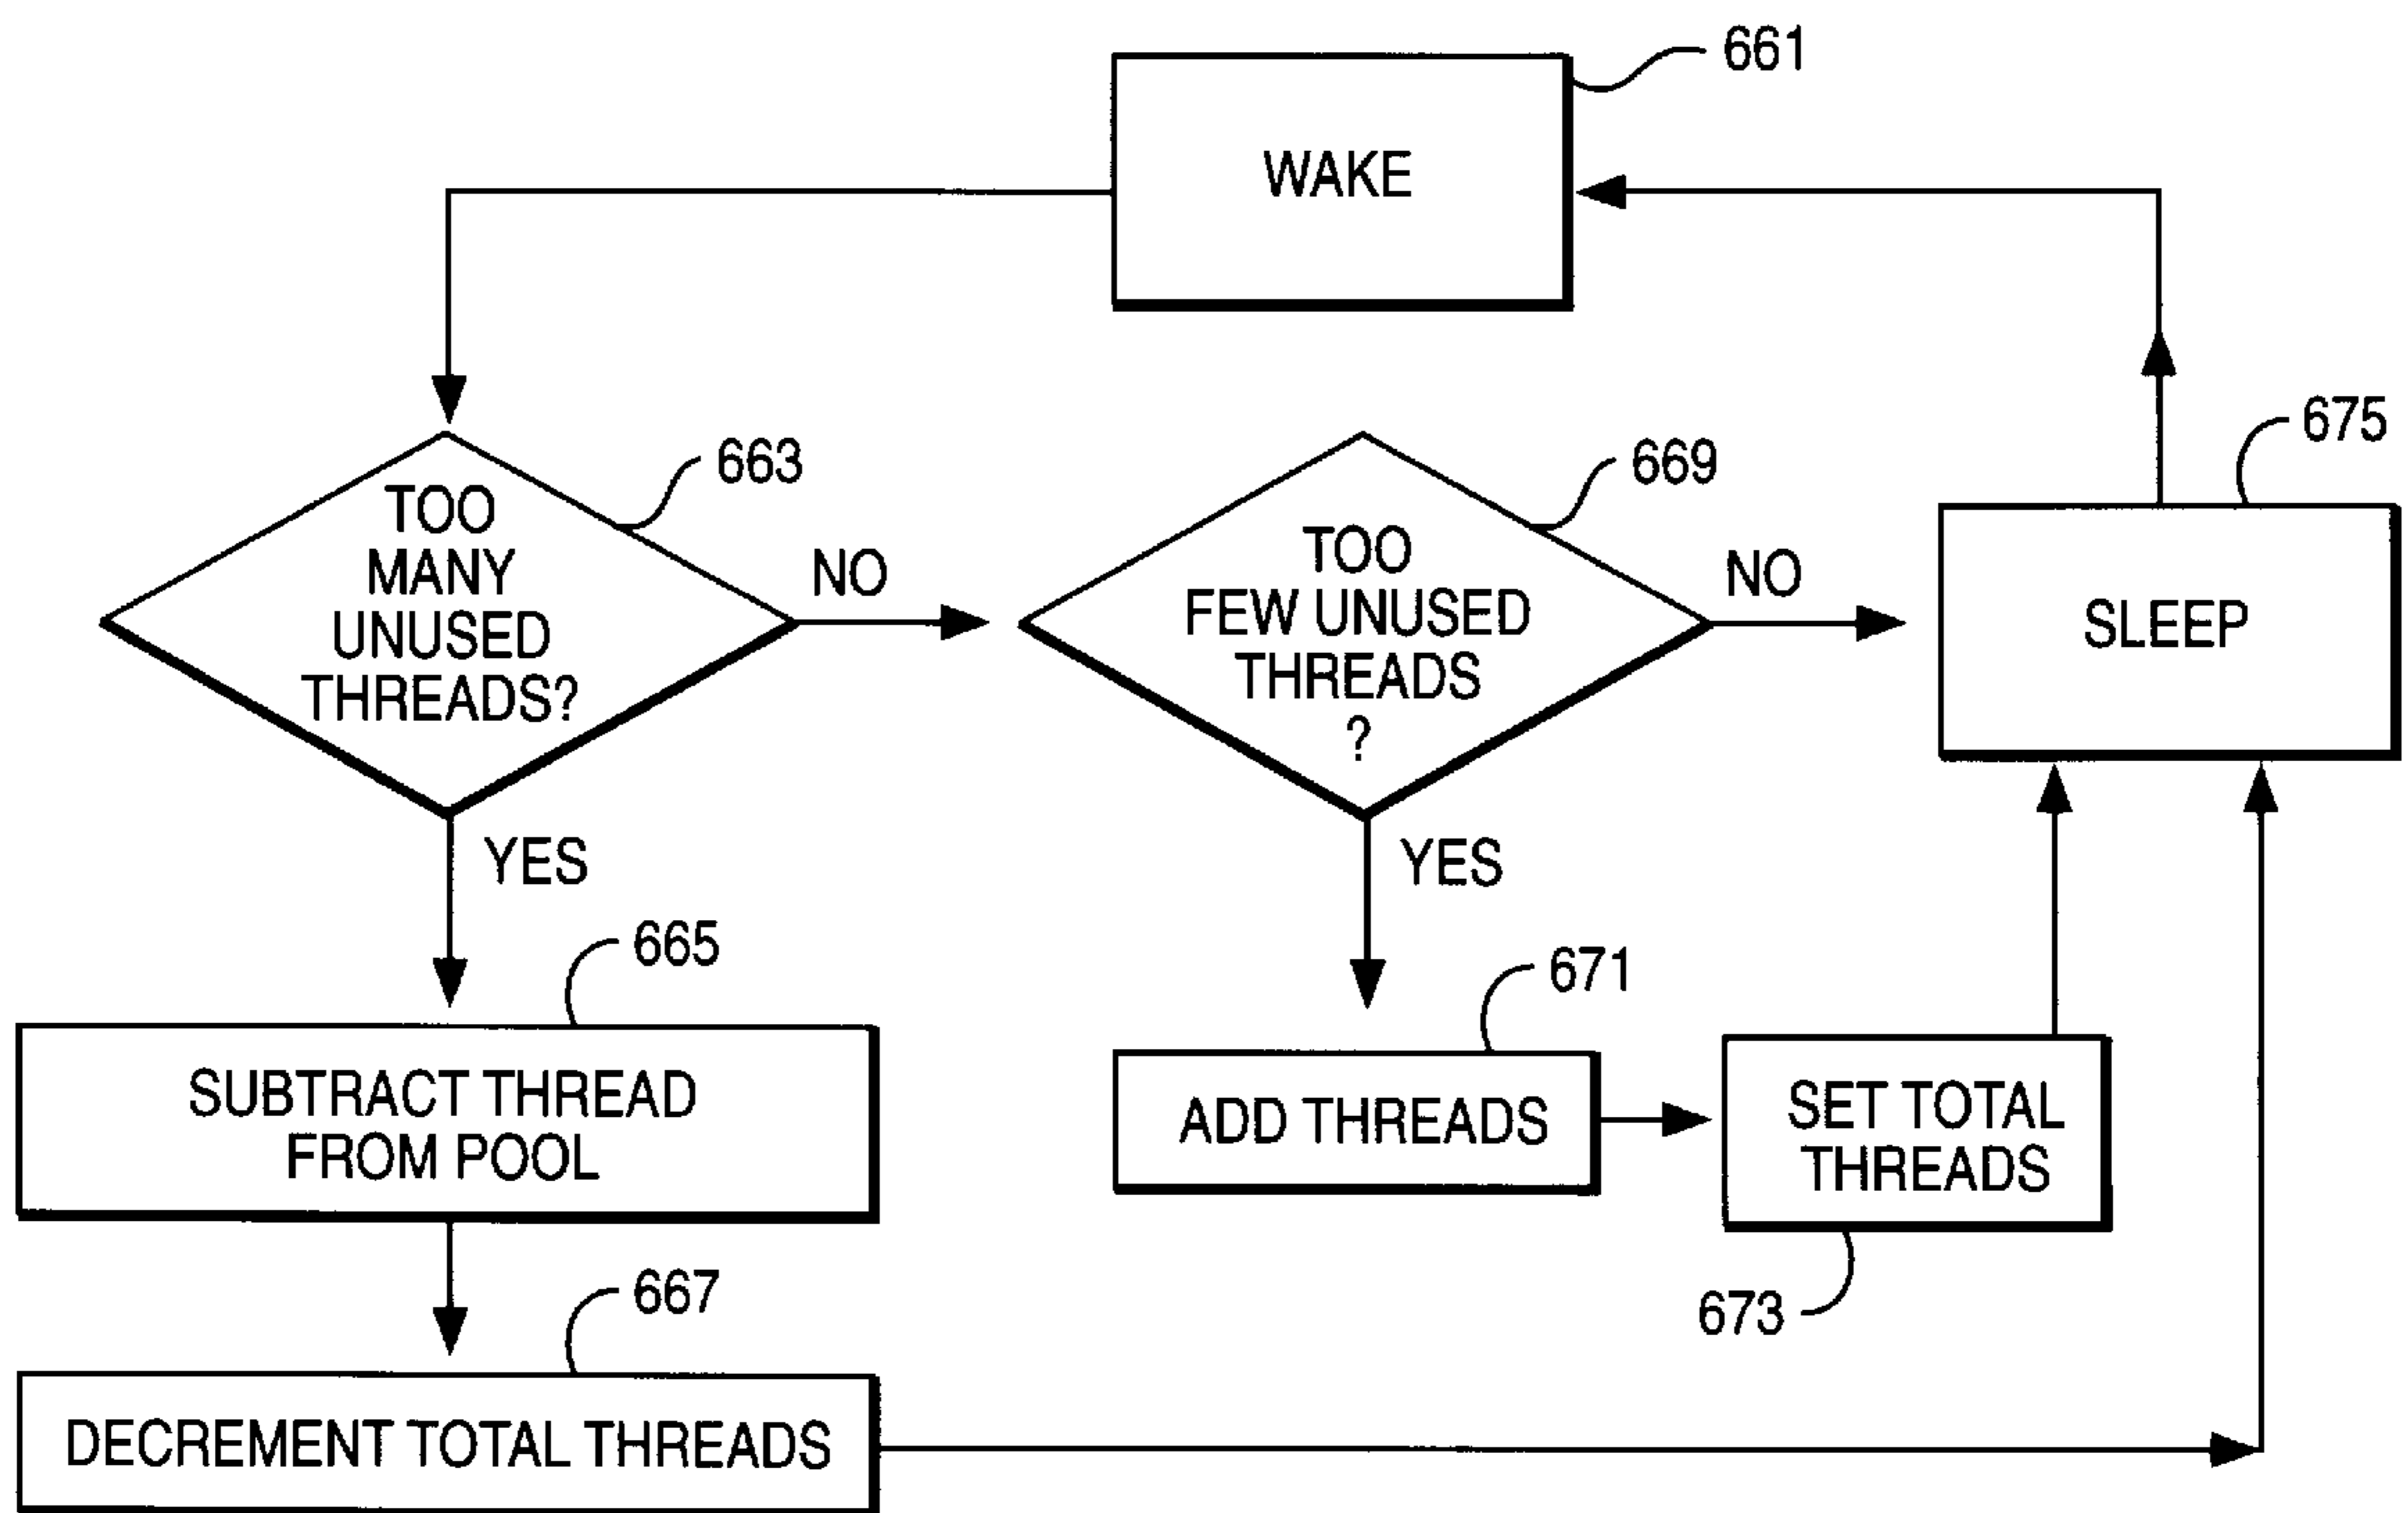 661
WAKE
663
TOO
MANY
UNUSED
THREADS?
NO
YES
669
TOO
FEW UNUSED
THREADS
?
NO
YES
675
SLEEP
665
SUBTRACT THREAD
FROM POOL
671
ADD THREADS
SET TOTAL
THREADS
673
667
DECREMENT TOTAL THREADS